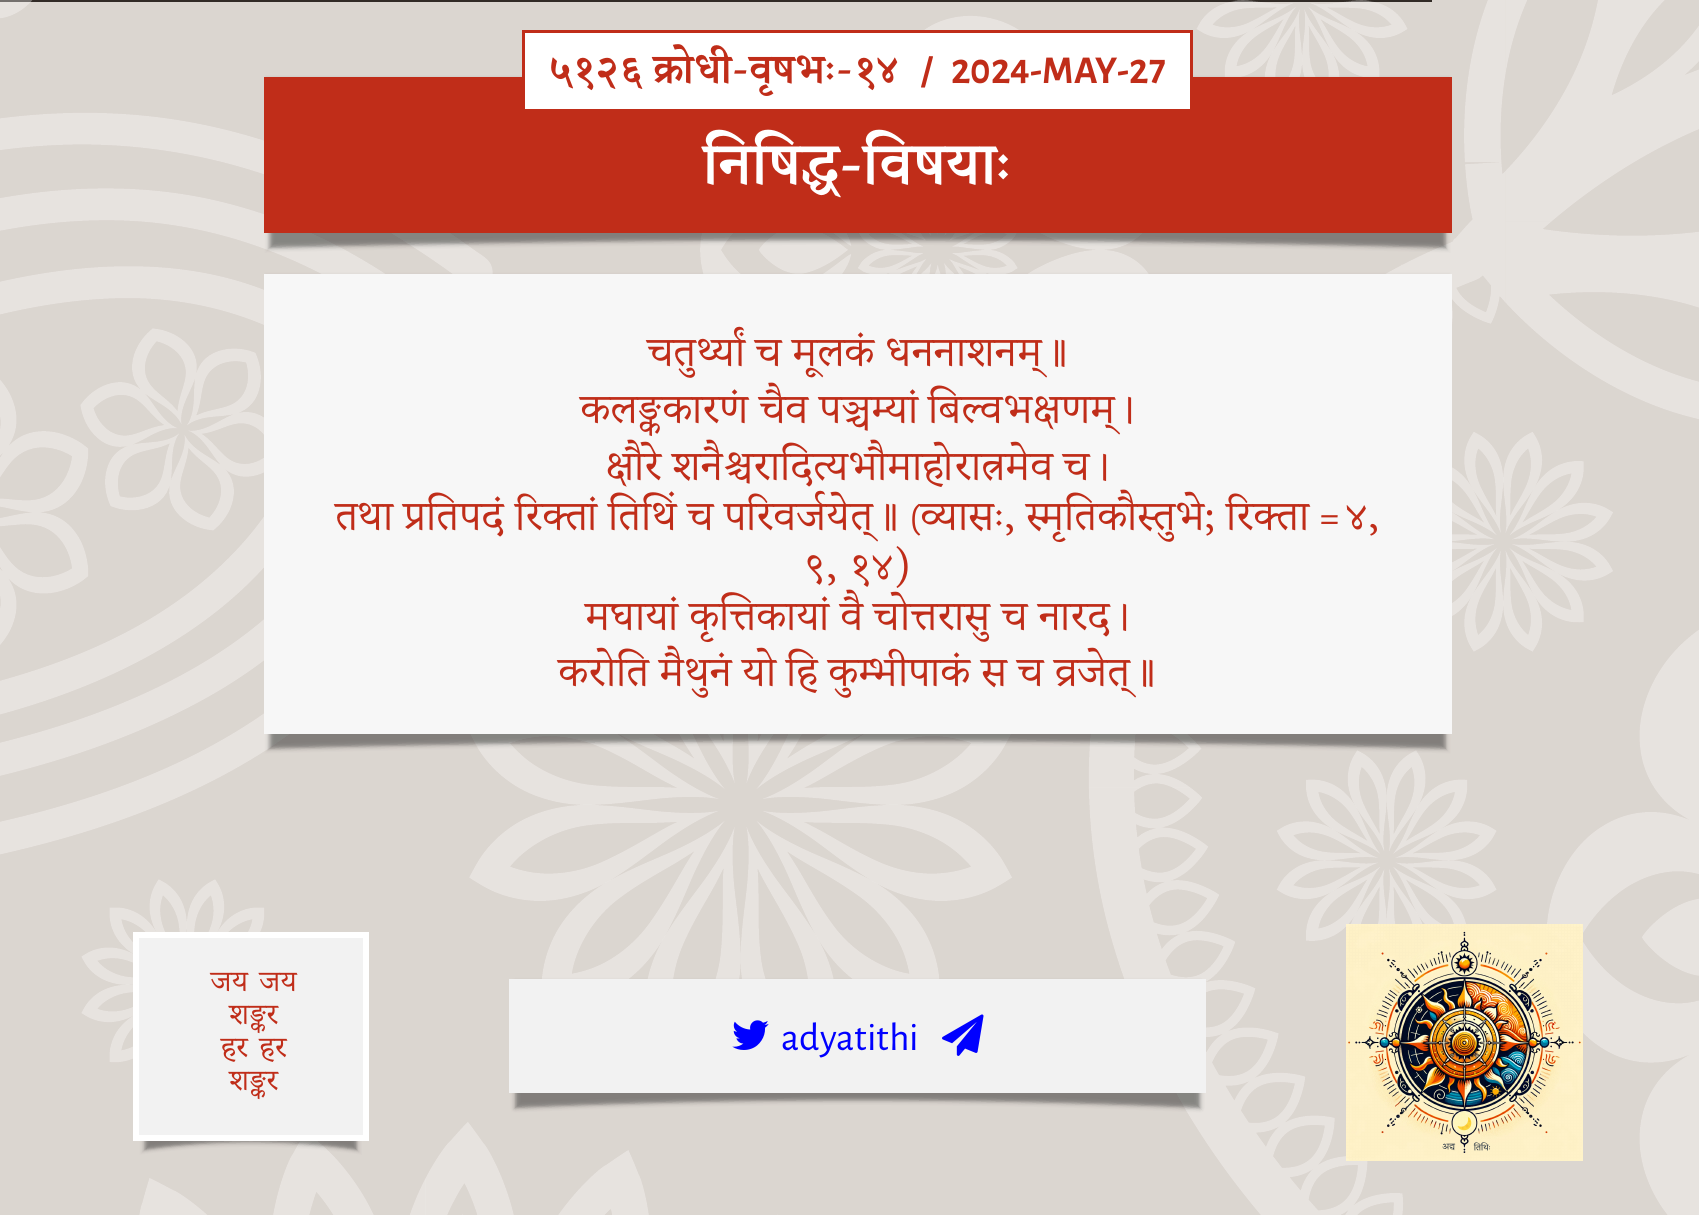 ५१२६ क्रोधी-वृषभः-१४ / 2024-MAY-27
निषिद्ध-विषयाः
चतुर्थ्यां च मूलकं धननाशनम्॥
कलङ्ककारणं चैव पञ्चम्यां बिल्वभक्षणम्।
क्षौरे शनैश्चरादित्यभौमाहोरात्रमेव च।
तथा प्रतिपदं रिक्तां तिथिं च परिवर्जयेत्॥ (व्यासः, स्मृतिकौस्तुभे; रिक्ता = ४,
९, १४)
मघायां कृत्तिकायां वै चोत्तरासु च नारद।
करोति मैथुनं यो हि कुम्भीपाकं स च व्रजेत्॥
जय जय
शङ्कर
हर हर
शङ्कर
adyatithi
अद्य तिथिः